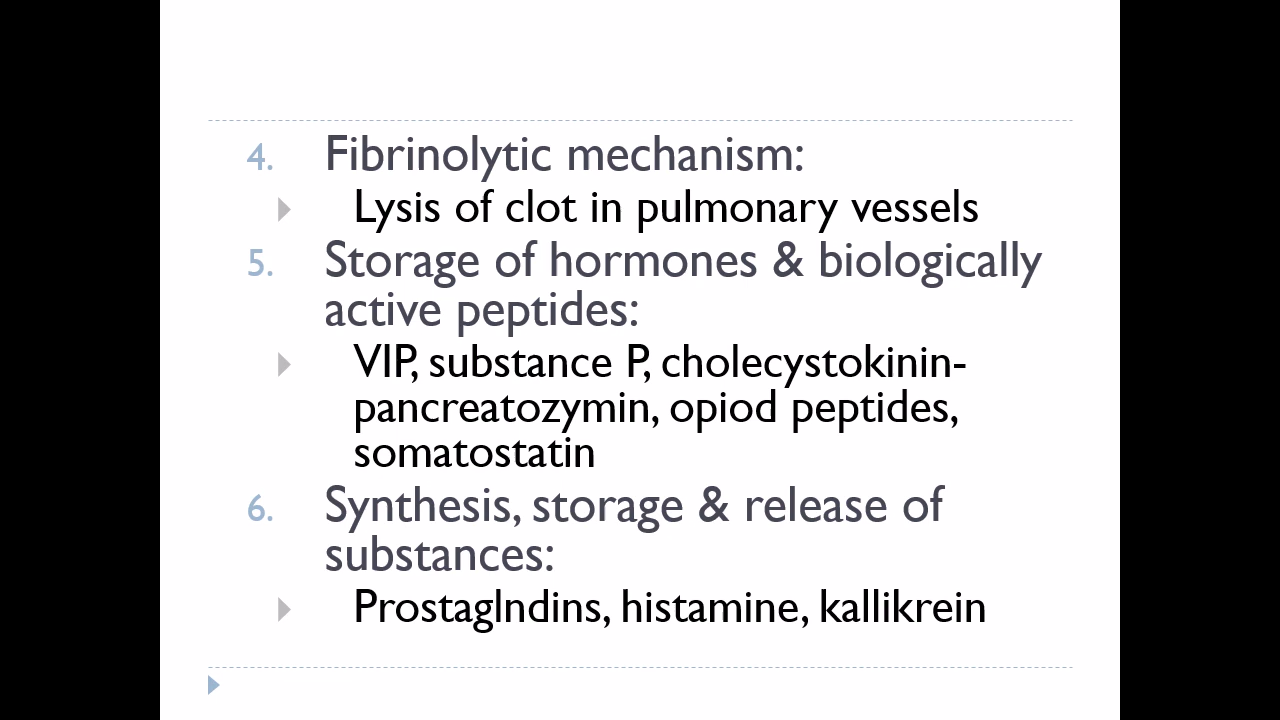 4. Fibrinolytic mechanism:
Lysis of clot in pulmonary vessels
5. Storage of hormones & biologically
active peptides:
VIP, substance P, cholecystokinin-
pancreatozymin, opiod peptides,
somatostatin
6. Synthesis, storage & release of
substances:
Prostaglndins, histamine, kallikrein